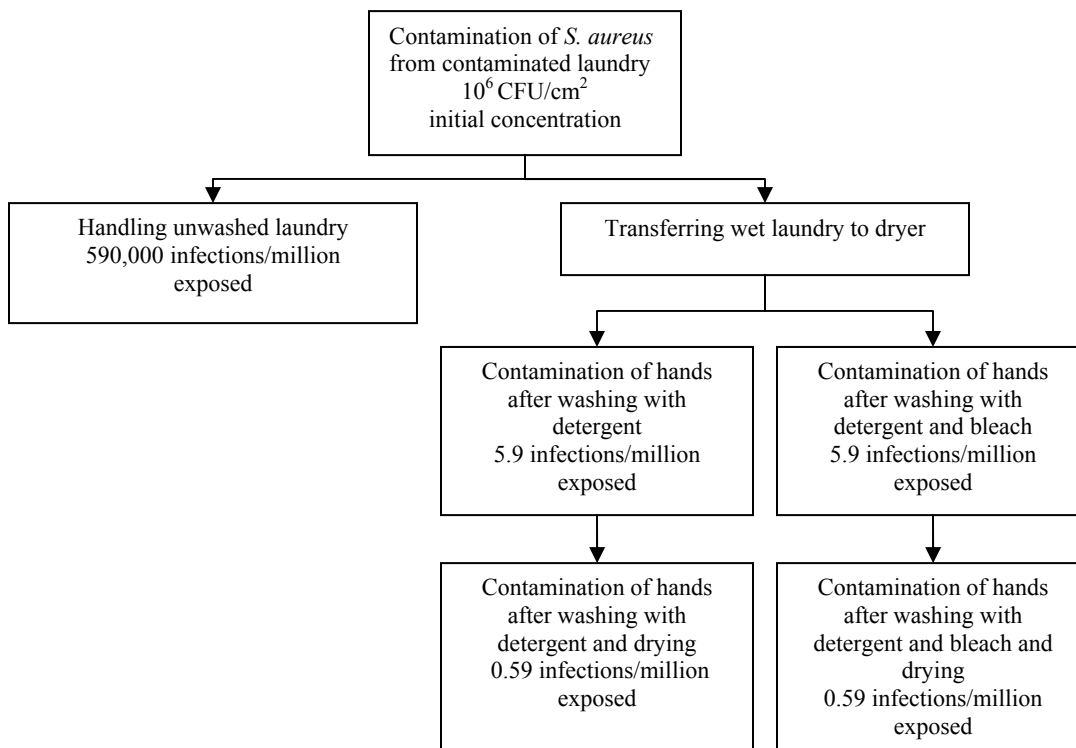 Contamination of S. aureus
from contaminated laundry
10⁶ CFU/cm²
initial concentration
Handling unwashed laundry
590,000 infections/million
exposed
Transferring wet laundry to dryer
Contamination of hands
after washing with
detergent
5.9 infections/million
exposed
Contamination of hands
after washing with
detergent and bleach
5.9 infections/million
exposed
Contamination of hands
after washing with
detergent and drying
0.59 infections/million
exposed
Contamination of hands
after washing with
detergent and bleach and
drying
0.59 infections/million
exposed